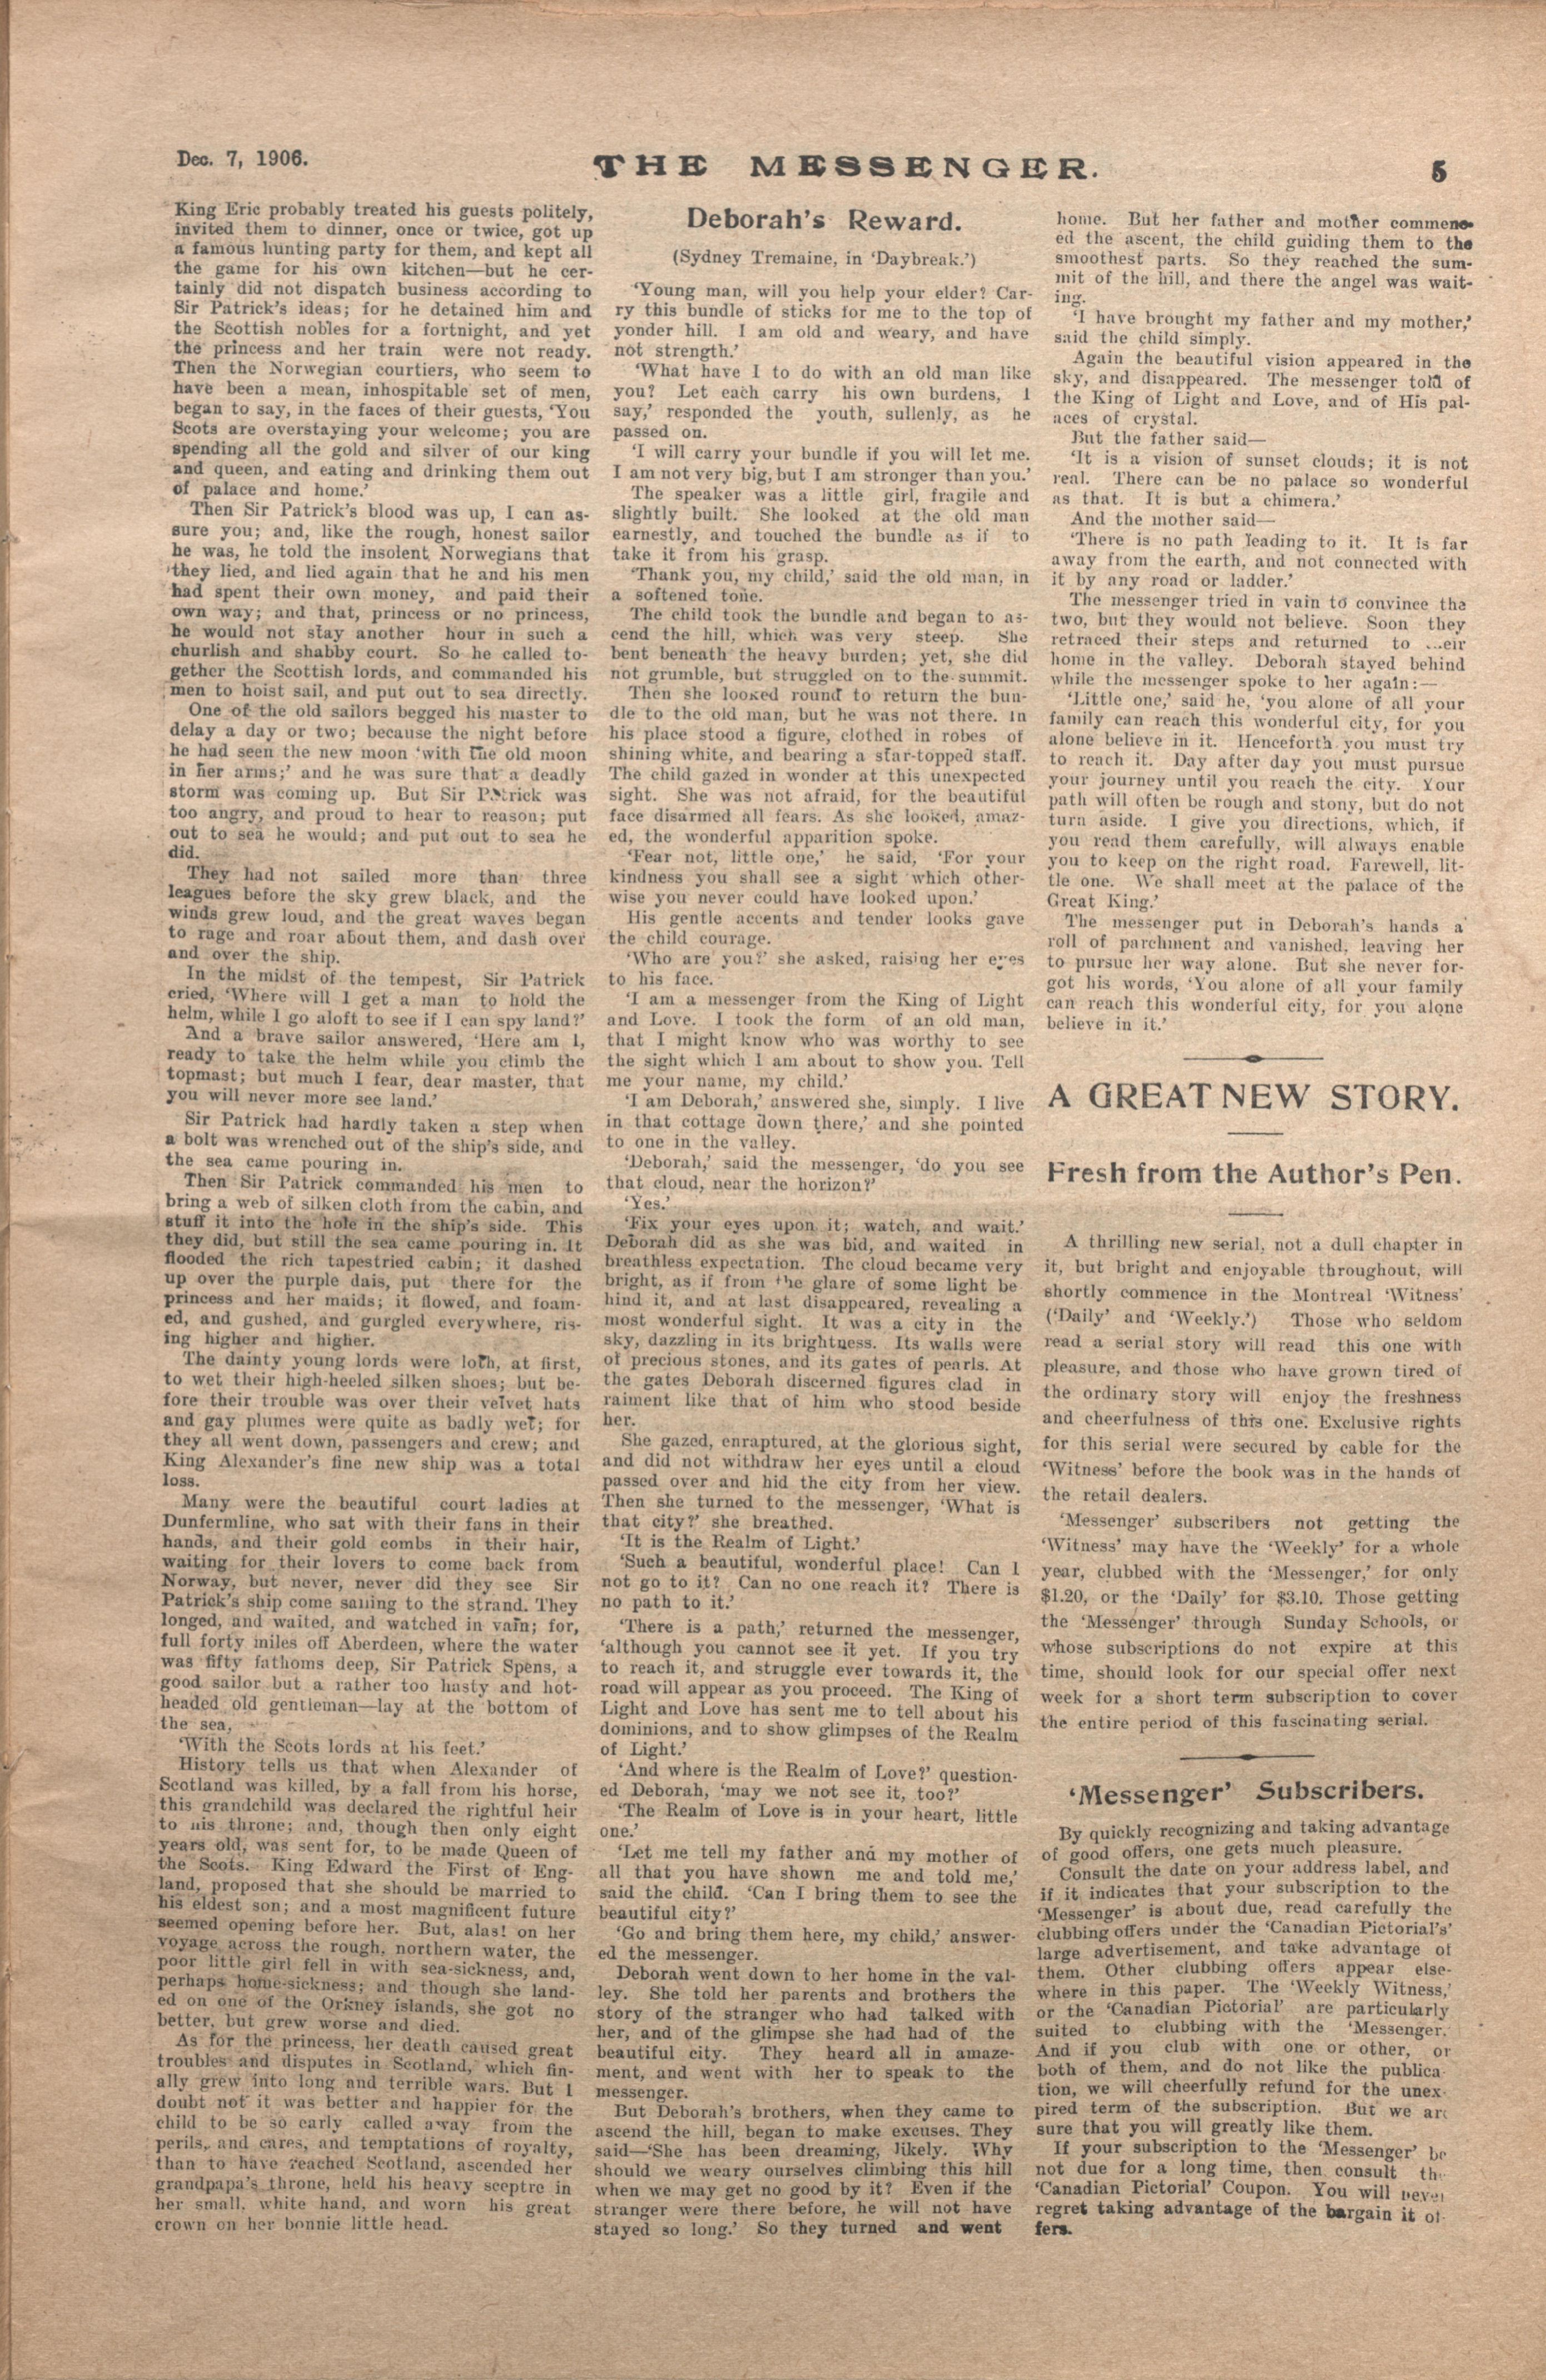 Dec. 7, 1906.
THE MESSENGER.
5
King Eric probably treated his guests politely,
invited them to dinner, once or twice, got up
a famous hunting party for them, and kept all
the game for his own kitchen—but he cer-
tainly did not dispatch business according to
Sir Patrick's ideas; for he detained him and
the Scottish nobles for a fortnight, and yet
the princess and her train were not ready.
Then the Norwegian courtiers, who seem to
have been a mean, inhospitable set of men,
began to say, in the faces of their guests, 'You
Scots are overstaying your welcome; you are
spending all the gold and silver of our king
and queen, and eating and drinking them out
of palace and home.'
Then Sir Patrick's blood was up, I can as-
sure you; and, like the rough, honest sailor
he was, he told the insolent Norwegians that
'they lied, and lied again that he and his men
had spent their own money, and paid their
own way; and that, princess or no princess,
he would not stay another hour in such a
churlish and shabby court. So he called to-
gether the Scottish lords, and commanded his
men to hoist sail, and put out to sea directly.
One of the old sailors begged his master to
delay a day or two; because the night before
he had seen the new moon 'with the old moon
in her arms;' and he was sure that a deadly
storm was coming up. But Sir Patrick was
too angry, and proud to hear to reason; put
out to sea he would; and put out to sea he
did.
They had not sailed more than three
leagues before the sky grew black, and the
winds grew loud, and the great waves began
to rage and roar about them, and dash over
and over the ship.
In the midst of the tempest, Sir Patrick
cried, 'Where will I get a man to hold the
helm, while I go aloft to see if I can spy land?'
And a brave sailor answered, 'Here am I,
ready to take the helm while you climb the
topmast; but much I fear, dear master, that
you will never more see land.'
Sir Patrick had hardly taken a step when
a bolt was wrenched out of the ship's side, and
the sea came pouring in.
Then Sir Patrick commanded his men to
bring a web of silken cloth from the cabin, and
stuff it into the hole in the ship's side. This
they did, but still the sea came pouring in. It
flooded the rich tapestried cabin; it dashed
up over the purple dais, put there for the
princess and her maids; it flowed, and foam-
ed, and gushed, and gurgled everywhere, ris-
ing higher and higher.
The dainty young lords were loth, at first,
to wet their high-heeled silken shoes; but be-
fore their trouble was over their velvet hats
and gay plumes were quite as badly wet; for
they all went down, passengers and crew; and
King Alexander's fine new ship was a total
loss.
Many were the beautiful court ladies at
Dunfermline, who sat with their fans in their
hands, and their gold combs in their hair,
waiting for their lovers to come back from
Norway, but never, never did they see Sir
Patrick's ship come sailing to the strand. They
longed, and waited, and watched in vain; for,
full forty miles off Aberdeen, where the water
was fifty fathoms deep, Sir Patrick Spens, a
good sailor but a rather too hasty and hot-
headed old gentleman—lay at the bottom of
the sea,
'With the Scots lords at his feet.'
History tells us that when Alexander of
Scotland was killed, by a fall from his horse,
this grandchild was declared the rightful heir
to his throne; and, though then only eight
years old, was sent for, to be made Queen of
the Scots. King Edward the First of Eng-
land, proposed that she should be married to
his eldest son; and a most magnificent future
seemed opening before her. But, alas! on her
voyage across the rough, northern water, the
poor little girl fell in with sea-sickness, and,
perhaps home-sickness; and though she land-
ed on one of the Orkney islands, she got no
better, but grew worse and died.
As for the princess, her death caused great
troubles and disputes in Scotland, which fin-
ally grew into long and terrible wars. But I
doubt not it was better and happier for the
child to be so early called away from the
perils, and cares, and temptations of royalty,
than to have reached Scotland, ascended her
grandpapa's throne, held his heavy sceptre in
her small, white hand, and worn his great
crown on her bonnie little head.
Deborah's Reward.
(Sydney Tremaine, in 'Daybreak.')
'Young man, will you help your elder? Car-
ry this bundle of sticks for me to the top of
yonder hill. I am old and weary, and have
not strength.'
'What have I to do with an old man like
you? Let each carry his own burdens, I
say,' responded the youth, sullenly, as he
passed on.
'I will carry your bundle if you will let me.
I am not very big, but I am stronger than you.'
The speaker was a little girl, fragile and
slightly built. She looked at the old man
earnestly, and touched the bundle as if to
take it from his grasp.
'Thank you, my child,' said the old man, in
a softened tone.
The child took the bundle and began to as-
cend the hill, which was very steep. She
bent beneath the heavy burden; yet, she did
not grumble, but struggled on to the summit.
Then she looked round to return the bun-
dle to the old man, but he was not there. In
his place stood a figure, clothed in robes of
shining white, and bearing a star-topped staff.
The child gazed in wonder at this unexpected
sight. She was not afraid, for the beautiful
face disarmed all fears. As she looked, amaz-
ed, the wonderful apparition spoke.
'Fear not, little one,' he said, 'For your
kindness you shall see a sight which other-
wise you never could have looked upon.'
His gentle accents and tender looks gave
the child courage.
'Who are you?' she asked, raising her eyes
to his face.
'I am a messenger from the King of Light
and Love. I took the form of an old man,
that I might know who was worthy to see
the sight which I am about to show you. Tell
me your name, my child.'
'I am Deborah,' answered she, simply. I live
in that cottage down there,' and she pointed
to one in the valley.
'Deborah,' said the messenger, 'do you see
that cloud, near the horizon?'
'Yes.'
'Fix your eyes upon it; watch, and wait.'
Deborah did as she was bid, and waited in
breathless expectation. The cloud became very
bright, as if from the glare of some light be
hind it, and at last disappeared, revealing a
most wonderful sight. It was a city in the
sky, dazzling in its brightness. Its walls were
of precious stones, and its gates of pearls. At
the gates Deborah discerned figures clad in
raiment like that of him who stood beside
her.
She gazed, enraptured, at the glorious sight,
and did not withdraw her eyes until a cloud
passed over and hid the city from her view.
Then she turned to the messenger, 'What is
that city?' she breathed.
'It is the Realm of Light.'
'Such a beautiful, wonderful place! Can I
not go to it? Can no one reach it? There is
no path to it.'
'There is a path,' returned the messenger,
'although you cannot see it yet. If you try
to reach it, and struggle ever towards it, the
road will appear as you proceed. The King of
Light and Love has sent me to tell about his
dominions, and to show glimpses of the Realm
of Light.'
'And where is the Realm of Love?' question-
ed Deborah, 'may we not see it, too?'
'The Realm of Love is in your heart, little
one.'
'Let me tell my father and my mother of
all that you have shown me and told me,'
said the child. 'Can I bring them to see the
beautiful city?'
'Go and bring them here, my child,' answer-
ed the messenger.
Deborah went down to her home in the val-
ley. She told her parents and brothers the
story of the stranger who had talked with
her, and of the glimpse she had had of the
beautiful city. They heard all in amaze-
ment, and went with her to speak to the
messenger.
But Deborah's brothers, when they came to
ascend the hill, began to make excuses. They
said—'She has been dreaming, likely. Why
should we weary ourselves climbing this hill
when we may get no good by it? Even if the
stranger were there before, he will not have
stayed so long.' So they turned and went
home. But her father and mother commenc-
ed the ascent, the child guiding them to the
smoothest parts. So they reached the sum-
mit of the hill, and there the angel was wait-
ing.
'I have brought my father and my mother,'
said the child simply.
Again the beautiful vision appeared in the
sky, and disappeared. The messenger told of
the King of Light and Love, and of His pal-
aces of crystal.
But the father said—
'It is a vision of sunset clouds; it is not
real. There can be no palace so wonderful
as that. It is but a chimera.'
And the mother said—
'There is no path leading to it. It is far
away from the earth, and not connected with
it by any road or ladder.'
The messenger tried in vain to convince the
two, but they would not believe. Soon they
retraced their steps and returned to ...eir
home in the valley. Deborah stayed behind
while the messenger spoke to her again:—
'Little one,' said he, 'you alone of all your
family can reach this wonderful city, for you
alone believe in it. Henceforth you must try
to reach it. Day after day you must pursue
your journey until you reach the city. Your
path will often be rough and stony, but do not
turn aside. I give you directions, which, if
you read them carefully, will always enable
you to keep on the right road. Farewell, lit-
tle one. We shall meet at the palace of the
Great King.'
The messenger put in Deborah's hands a
roll of parchment and vanished, leaving her
to pursue her way alone. But she never for-
got his words, 'You alone of all your family
can reach this wonderful city, for you alone
believe in it.'
A GREAT NEW STORY.
Fresh from the Author's Pen.
A thrilling new serial, not a dull chapter in
it, but bright and enjoyable throughout, will
shortly commence in the Montreal 'Witness'
('Daily' and 'Weekly.') Those who seldom
read a serial story will read this one with
pleasure, and those who have grown tired of
the ordinary story will enjoy the freshness
and cheerfulness of this one. Exclusive rights
for this serial were secured by cable for the
'Witness' before the book was in the hands of
the retail dealers.
'Messenger' subscribers not getting the
'Witness' may have the 'Weekly' for a whole
year, clubbed with the 'Messenger,' for only
$1.20, or the 'Daily' for $3.10. Those getting
the 'Messenger' through Sunday Schools, or
whose subscriptions do not expire at this
time, should look for our special offer next
week for a short term subscription to cover
the entire period of this fascinating serial.
'Messenger' Subscribers.
By quickly recognizing and taking advantage
of good offers, one gets much pleasure.
Consult the date on your address label, and
if it indicates that your subscription to the
'Messenger' is about due, read carefully the
clubbing offers under the 'Canadian Pictorial's'
large advertisement, and take advantage of
them. Other clubbing offers appear else-
where in this paper. The 'Weekly Witness,'
or the 'Canadian Pictorial' are particularly
suited to clubbing with the 'Messenger.'
And if you club with one or other, or
both of them, and do not like the publica
tion, we will cheerfully refund for the unex-
pired term of the subscription. But we are
sure that you will greatly like them.
If your subscription to the 'Messenger' be
not due for a long time, then consult the
'Canadian Pictorial' Coupon. You will never
regret taking advantage of the bargain it of-
fers.